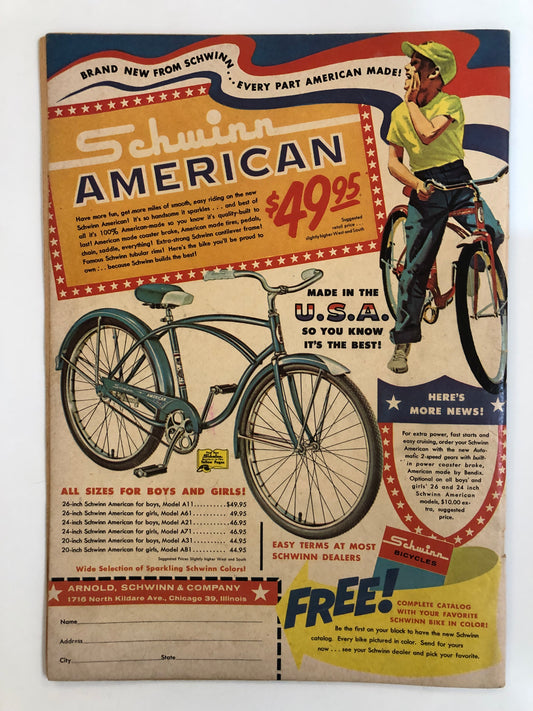 BRAND NEW FROM SCHWINN...EVERY PART AMERICAN MADE!
Schwinn
AMERICAN
$49.95
Suggested
retail price...
slightly higher West and South
Have more fun, get more miles of smooth, easy riding on the new
Schwinn American! It's so handsome it sparkles... and best of
all it's 100% American-made so you know it's quality-built to
last! American made coaster brake, American made tires, pedals,
chain, saddle, everything! Extra-strong Schwinn cantilever frame!
Famous Schwinn tubular rims! Here's the bike you'll be proud to
own... because Schwinn builds the best!
MADE IN THE
U.S.A.
SO YOU KNOW
IT'S THE BEST!
HERE'S
MORE NEWS!
For extra power, fast starts and
easy cruising, order your Schwinn
American with the new Auto-
matic 2-speed gears with built-
in power coaster brake,
American made by Bendix.
Optional on all boys' and
girls' 26 and 24 inch
Schwinn American
models, $10.00 ex-
tra, suggested
price.
Schwinn
AMERICAN
Yellow Pages
ALL SIZES FOR BOYS AND GIRLS!
26-inch Schwinn American for boys, Model A11........$49.95
26-inch Schwinn American for girls, Model A61........ 49.95
24-inch Schwinn American for boys, Model A21........ 46.95
24-inch Schwinn American for girls, Model A71........ 46.95
20-inch Schwinn American for boys, Model A31........ 44.95
20-inch Schwinn American for girls, Model A81........ 44.95
Suggested Prices Slightly higher West and South
Wide Selection of Sparkling Schwinn Colors!
EASY TERMS AT MOST
SCHWINN DEALERS
Schwinn
BICYCLES
ARNOLD, SCHWINN & COMPANY
1716 North Kildare Ave., Chicago 39, Illinois
Name
Address
City State
FREE!
COMPLETE CATALOG
WITH YOUR FAVORITE
SCHWINN BIKE IN COLOR!
Be the first on your block to have the new Schwinn
catalog. Every bike pictured in color. Send for yours
now... see your Schwinn dealer and pick your favorite.